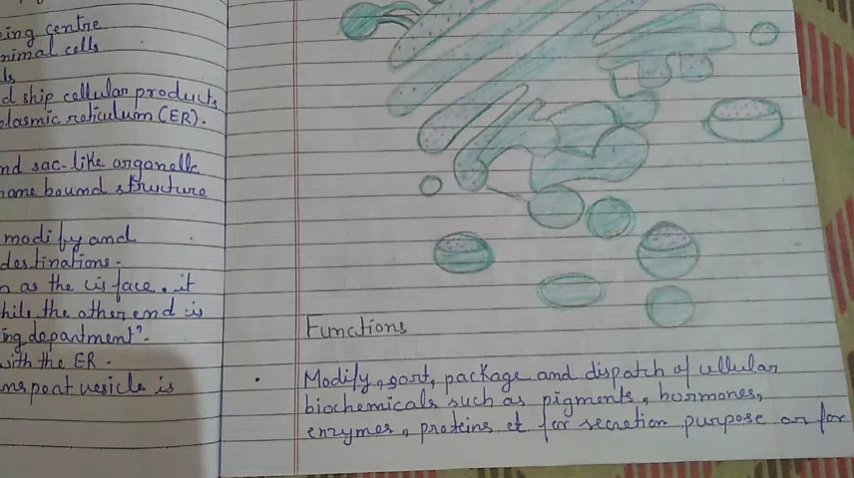 ing centre
nimal cells
ls
d ship cellular products
plasmic reticulum (ER).
nd sac-like organelle
rane bound structure
modify and
destinations.
as the cis face, it
hile the other end is
ing department".
with the ER.
ansport vesicle is
Functions
• Modify, sort, package and dispatch of cellular
biochemicals such as pigments, hormones,
enzymes, proteins et for secretion purpose or for